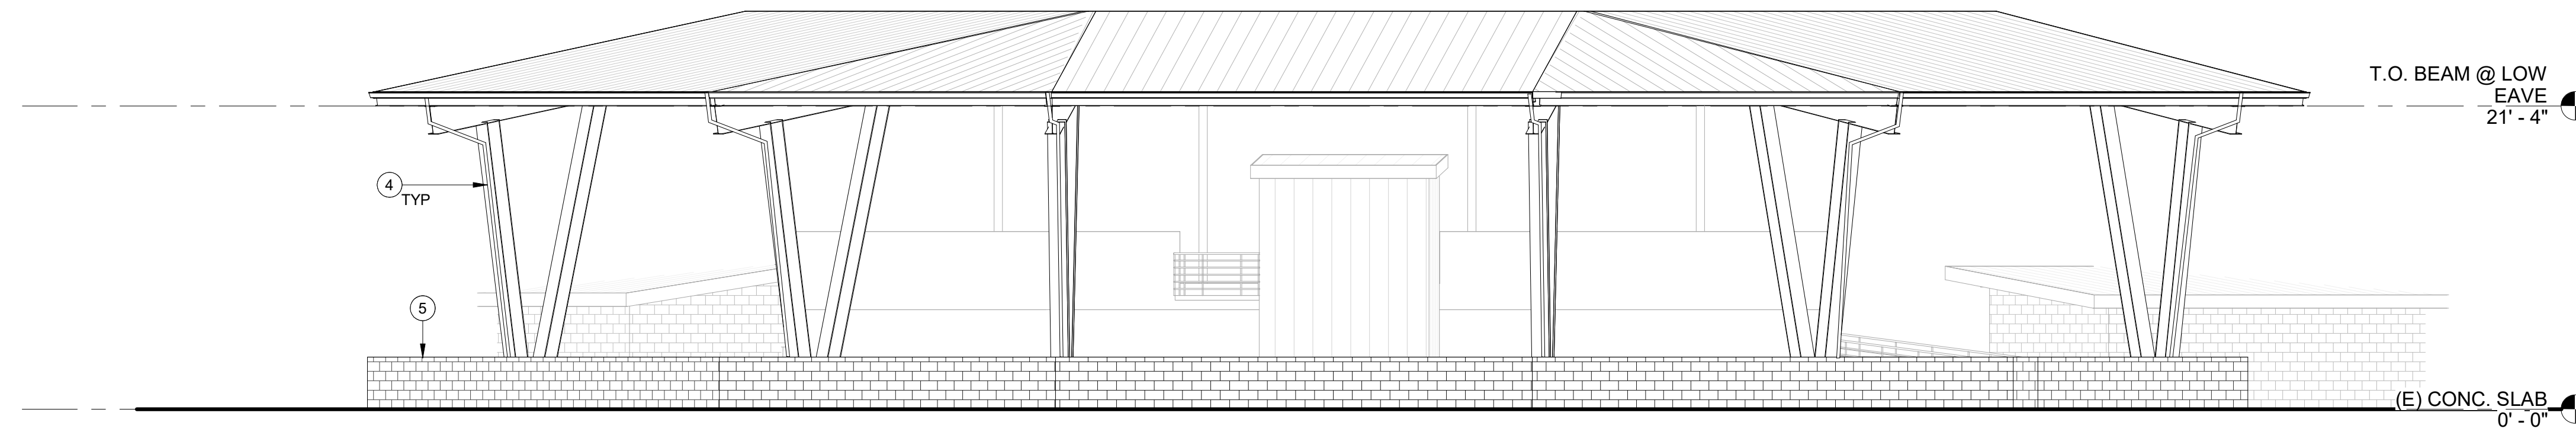 T.O. BEAM @ LOW
EAVE
21' - 4"
4
TYP
5
(E) CONC. SLAB
0' - 0"